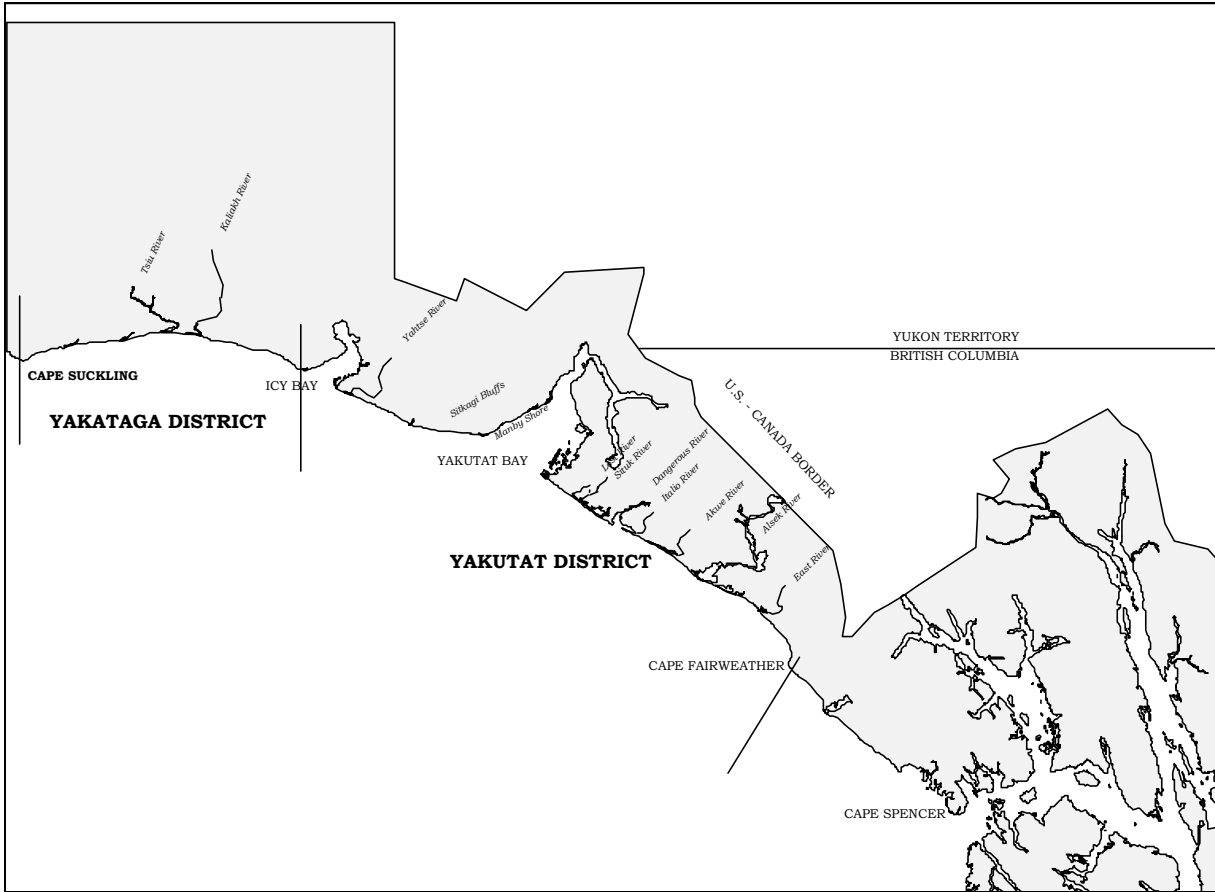 Kaliakh River
Tsiu River
Yahtse River
YUKON TERRITORY
BRITISH COLUMBIA
CAPE SUCKLING
ICY BAY
U.S. - CANADA BORDER
YAKATAGA DISTRICT
Sitkagi Bluffs
Manby Shore
YAKUTAT BAY
River
Situk River
Dangerous River
Italio River
Akwe River
Alsek River
YAKUTAT DISTRICT
East River
CAPE FAIRWEATHER
CAPE SPENCER